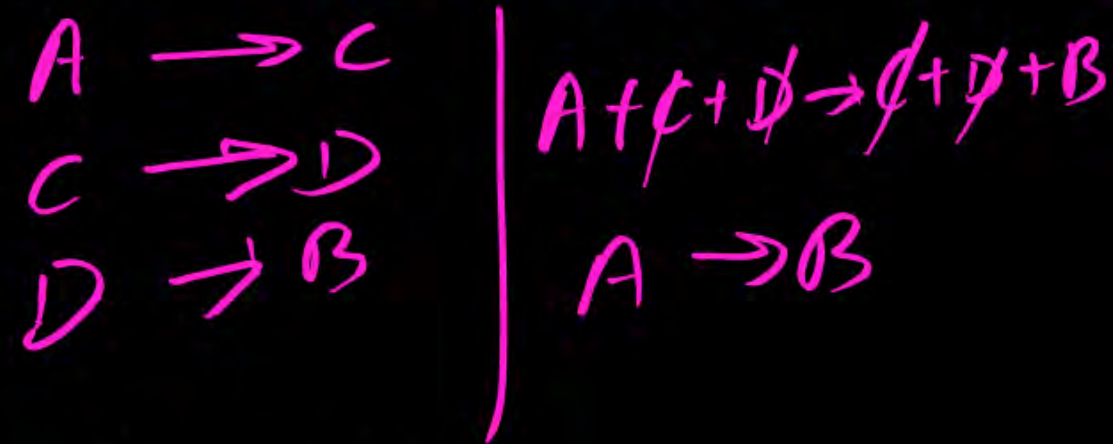 A → C
C → D
D → B
A + C + D → C + D + B
A → B